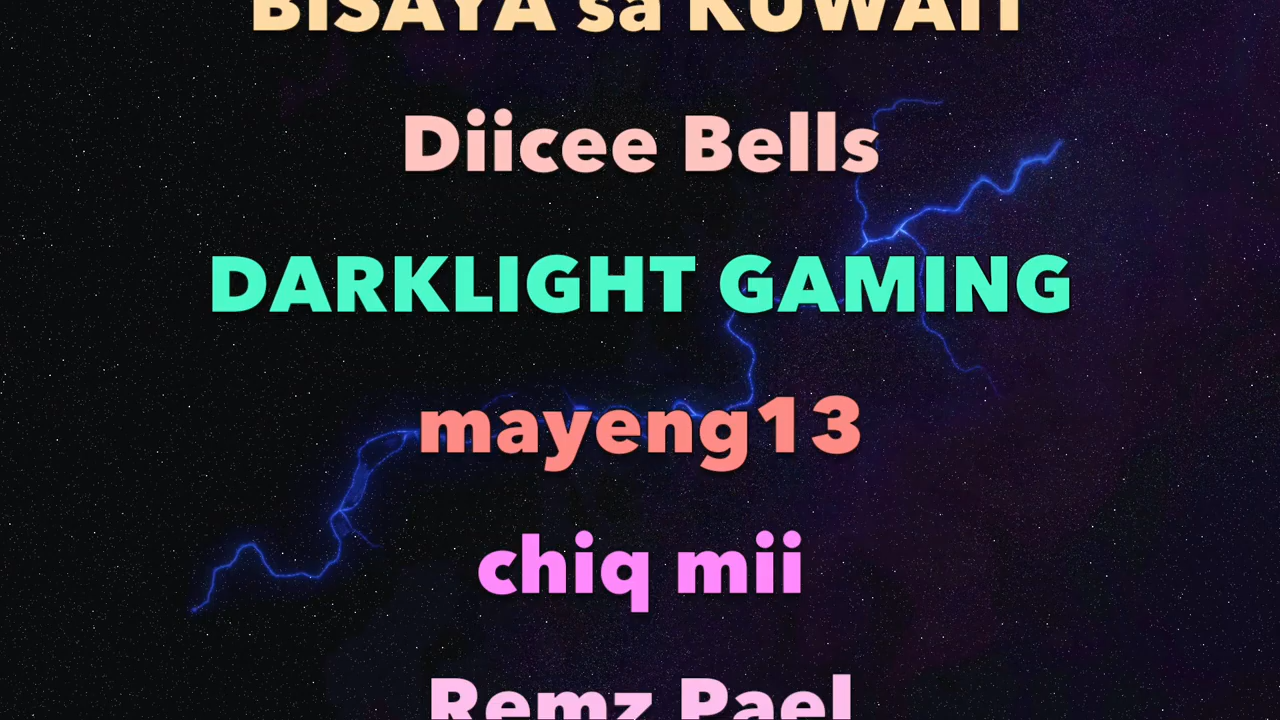 BISAYA sa KUWAIT
Diicee Bells
DARKLIGHT GAMING
mayeng13
chiq mii
Remz Pael